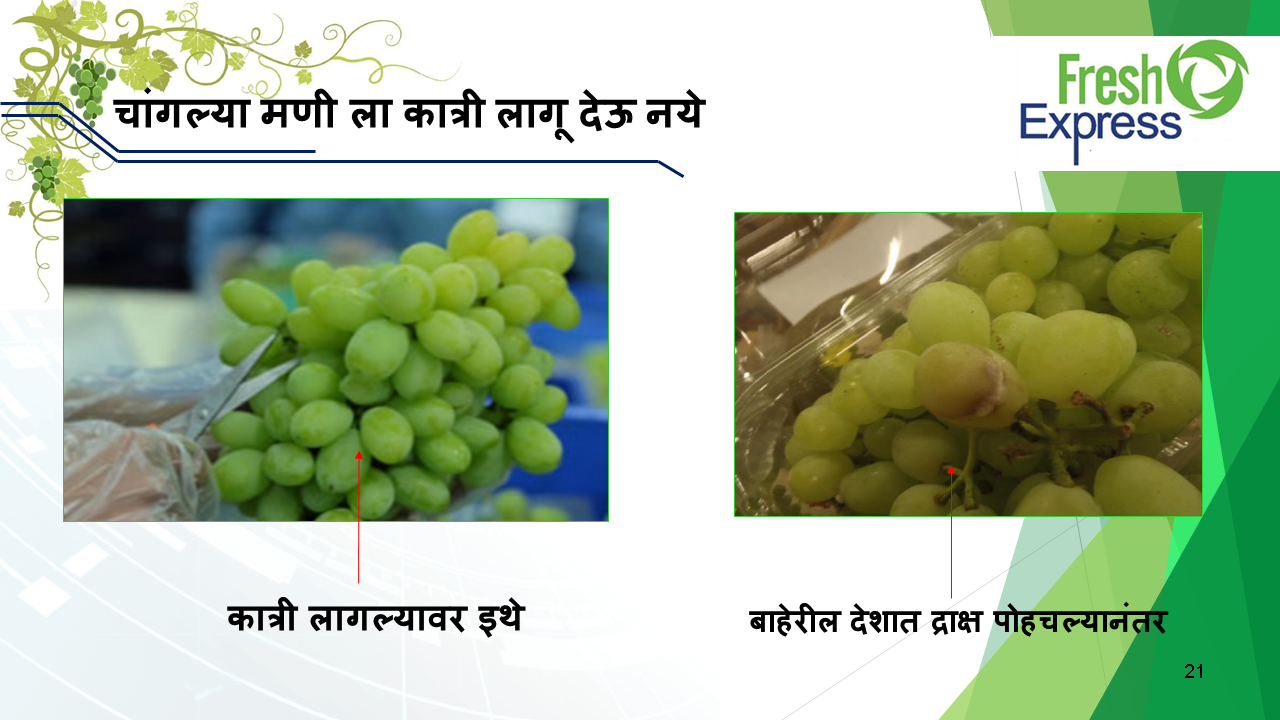 चांगल्या मणी ला कात्री लागू देऊ नये
Fresh
Express
कात्री लागल्यावर इथे
बाहेरील देशात द्राक्ष पोहचल्यानंतर
21